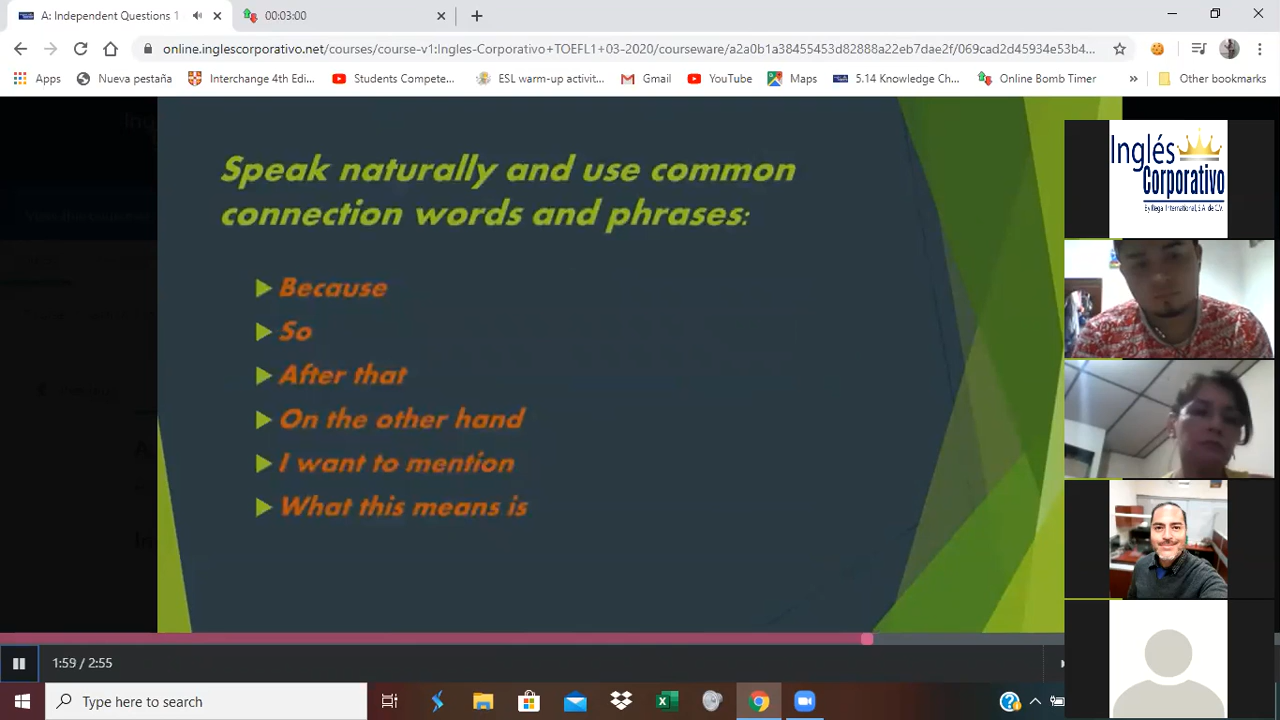 A: Independent Questions 1
00:03:00
online.inglescorporativo.net/courses/course-v1:Ingles-Corporativo+TOEFL1+03-2020/courseware/a2a0b1a38455453d82888a22eb7dae2f/069cad2d45934e53b4...
Apps
Nueva pestaña
Interchange 4th Edi...
Students Compete...
ESL warm-up activit...
Gmail
YouTube
Maps
5.14 Knowledge Ch...
Online Bomb Timer
»
Other bookmarks
Speak naturally and use common
connection words and phrases:
Because
So
After that
On the other hand
I want to mention
What this means is
Inglés
Corporativo
By Ilega International, S.A. de C.V.
1:59 / 2:55
Type here to search